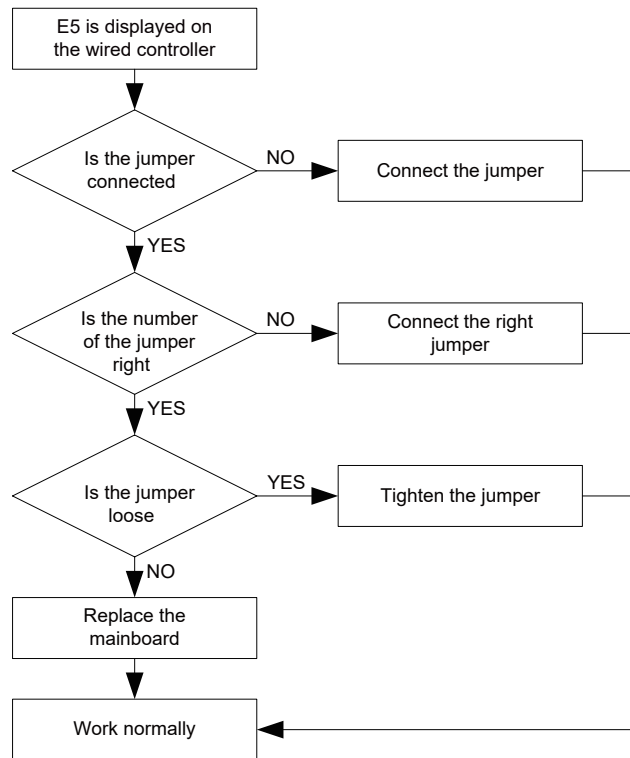 E5 is displayed on
the wired controller
Is the jumper
connected
NO
Connect the jumper
YES
Is the number
of the jumper
right
NO
Connect the right
jumper
YES
Is the jumper
loose
YES
Tighten the jumper
NO
Replace the
mainboard
Work normally